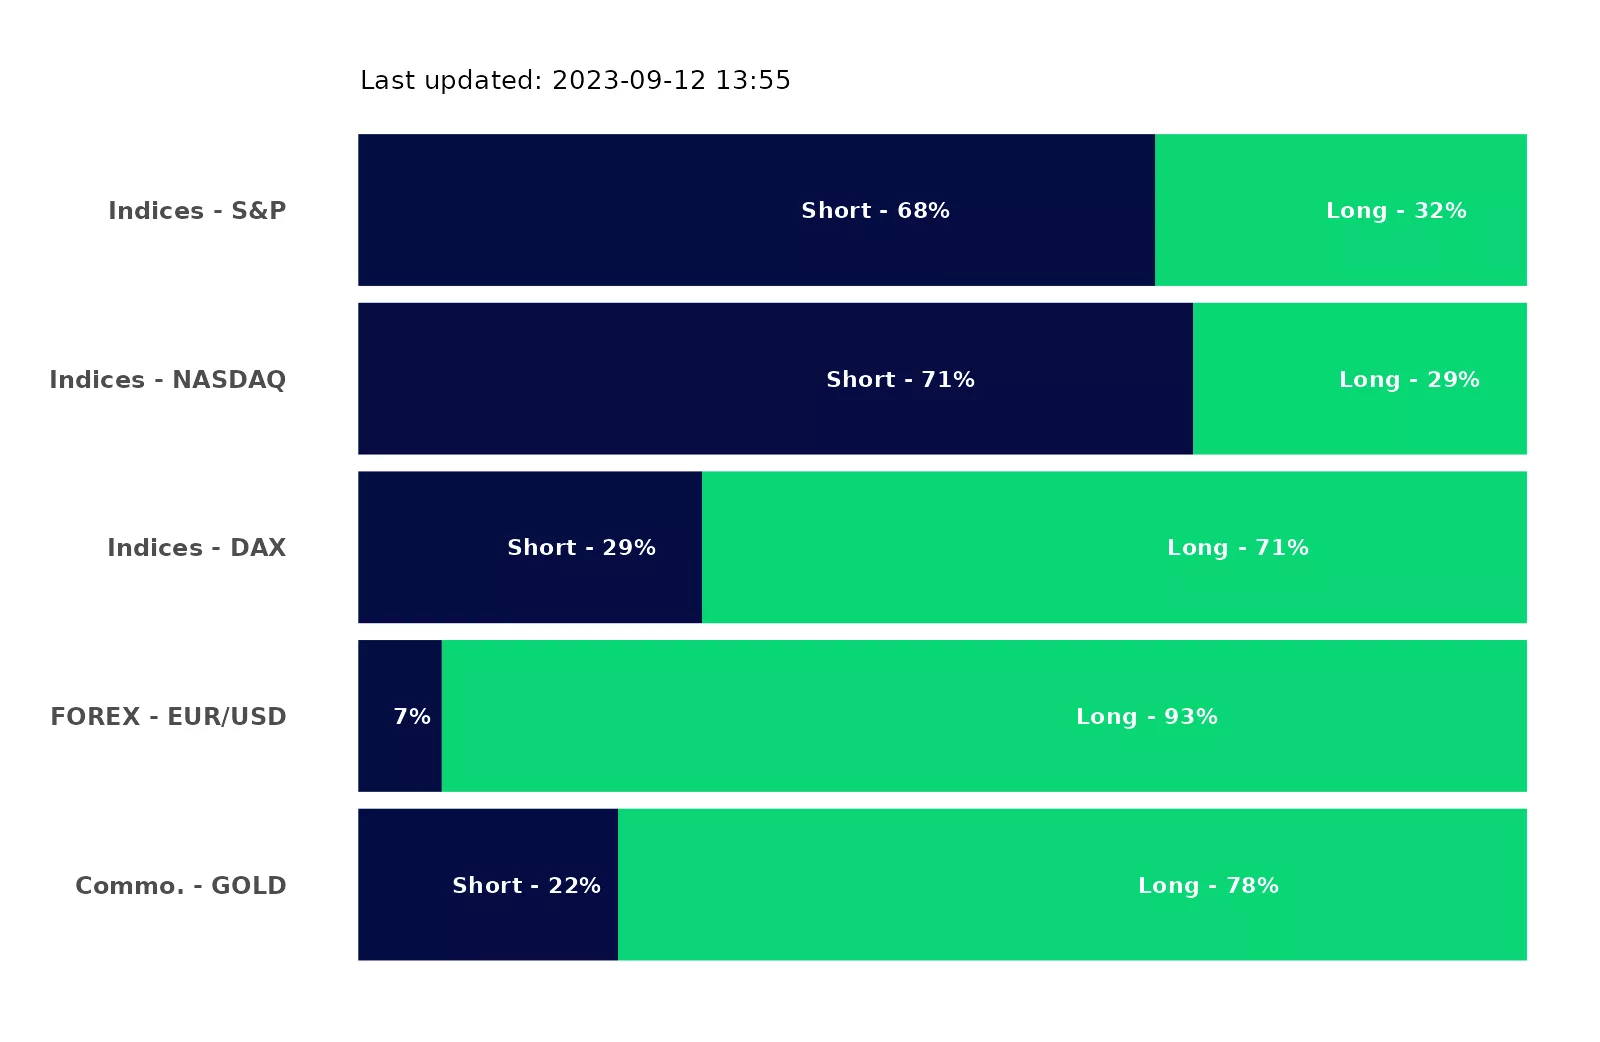 Last updated: 2023-09-12 13:55
Indices - S&P Short - 68% Long - 32%
Indices - NASDAQ Short - 71% Long - 29%
Indices - DAX Short - 29% Long - 71%
FOREX - EUR/USD 7% Long - 93%
Commo. - GOLD Short - 22% Long - 78%